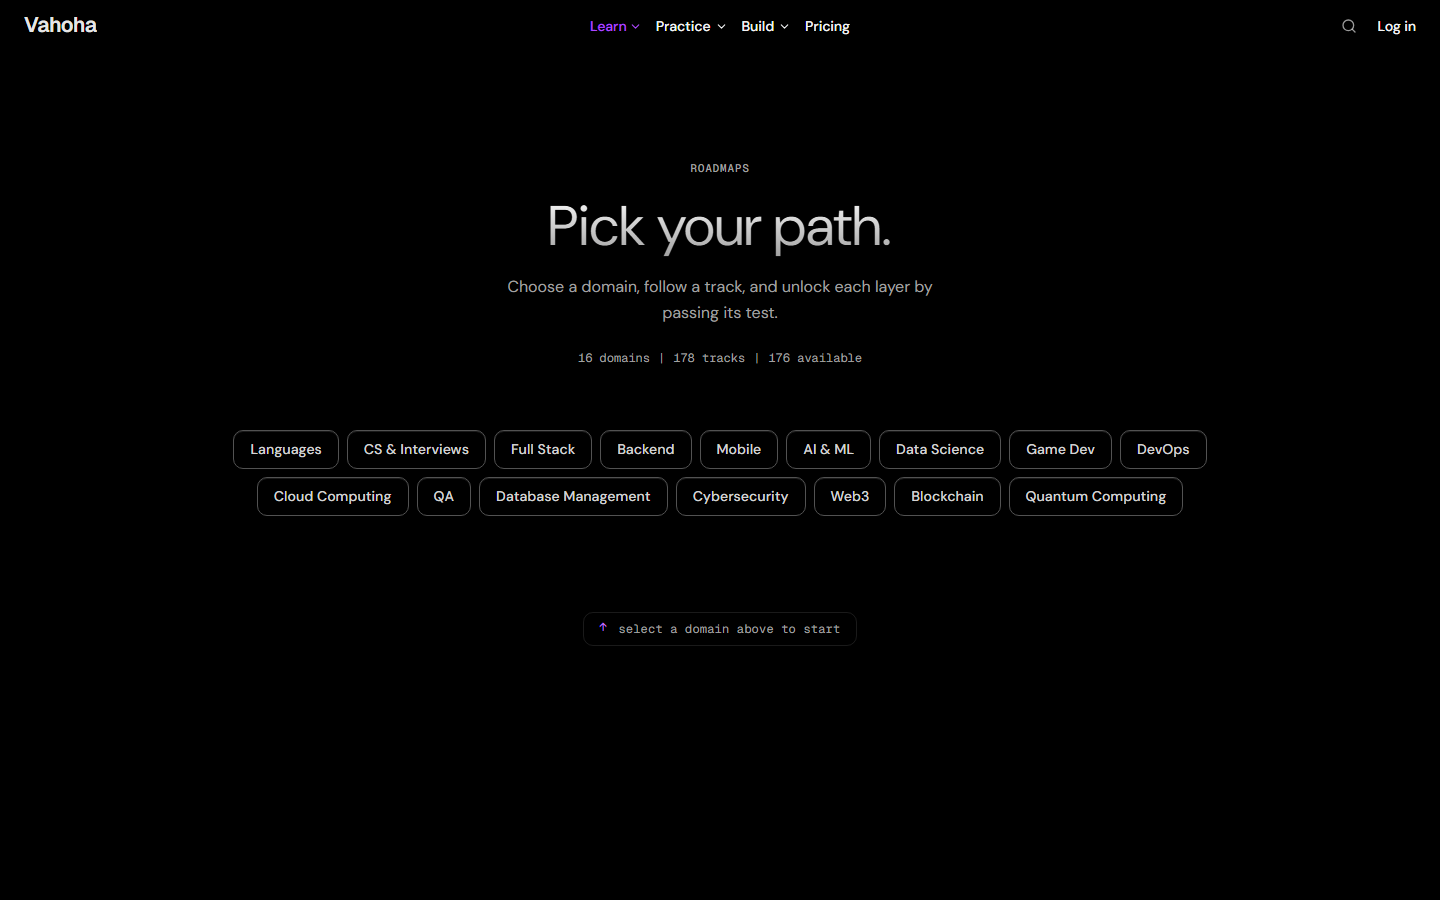 Vahoha
Learn Practice Build Pricing
Log in
ROADMAPS
Pick your path.
Choose a domain, follow a track, and unlock each layer by
passing its test.
16 domains | 178 tracks | 176 available
Languages CS & Interviews Full Stack Backend Mobile AI & ML Data Science Game Dev DevOps
Cloud Computing QA Database Management Cybersecurity Web3 Blockchain Quantum Computing
↑ select a domain above to start